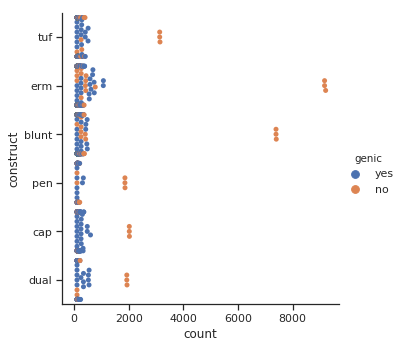 tuf
erm
blunt
pen
cap
dual
construct
0
2000
4000
6000
8000
count
genic
yes
no